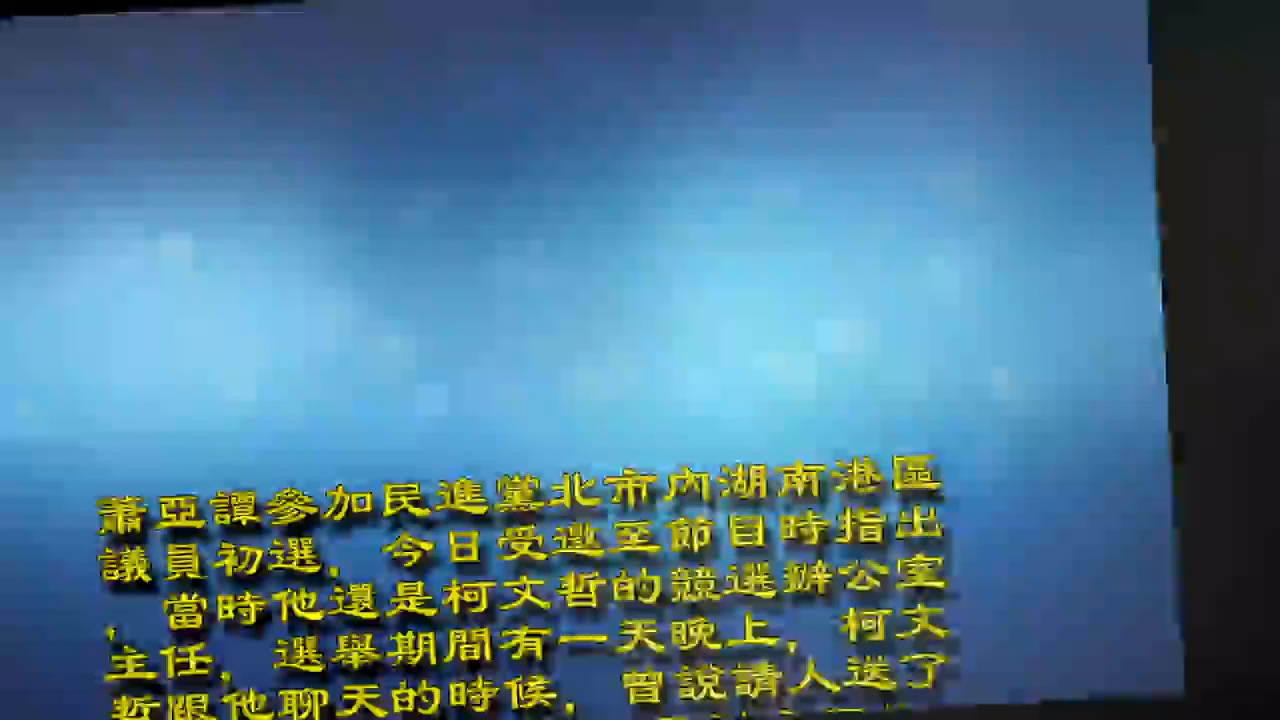 蕭亞譚參加民進黨北市內湖南港區
議員初選，今日受邀至節目時指出
，當時他還是柯文哲的競選辦公室
主任，選舉期間有一天晚上，柯文
哲跟他聊天的時候，曾說請人送了